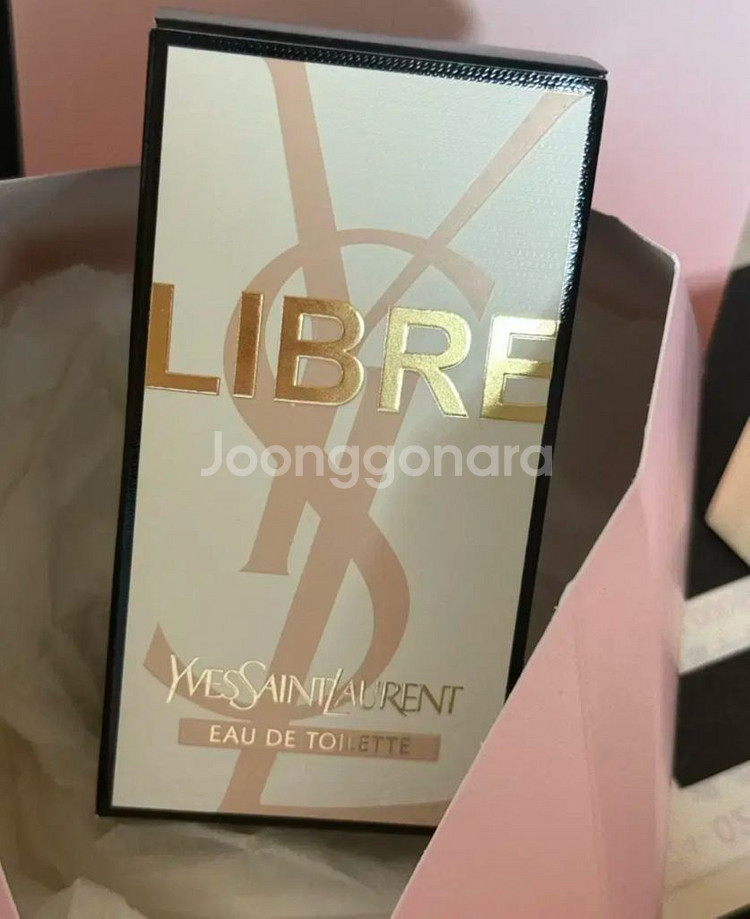 LIBRE
Joonggonara
YVESSAINTLAURENT
EAU DE TOILETTE